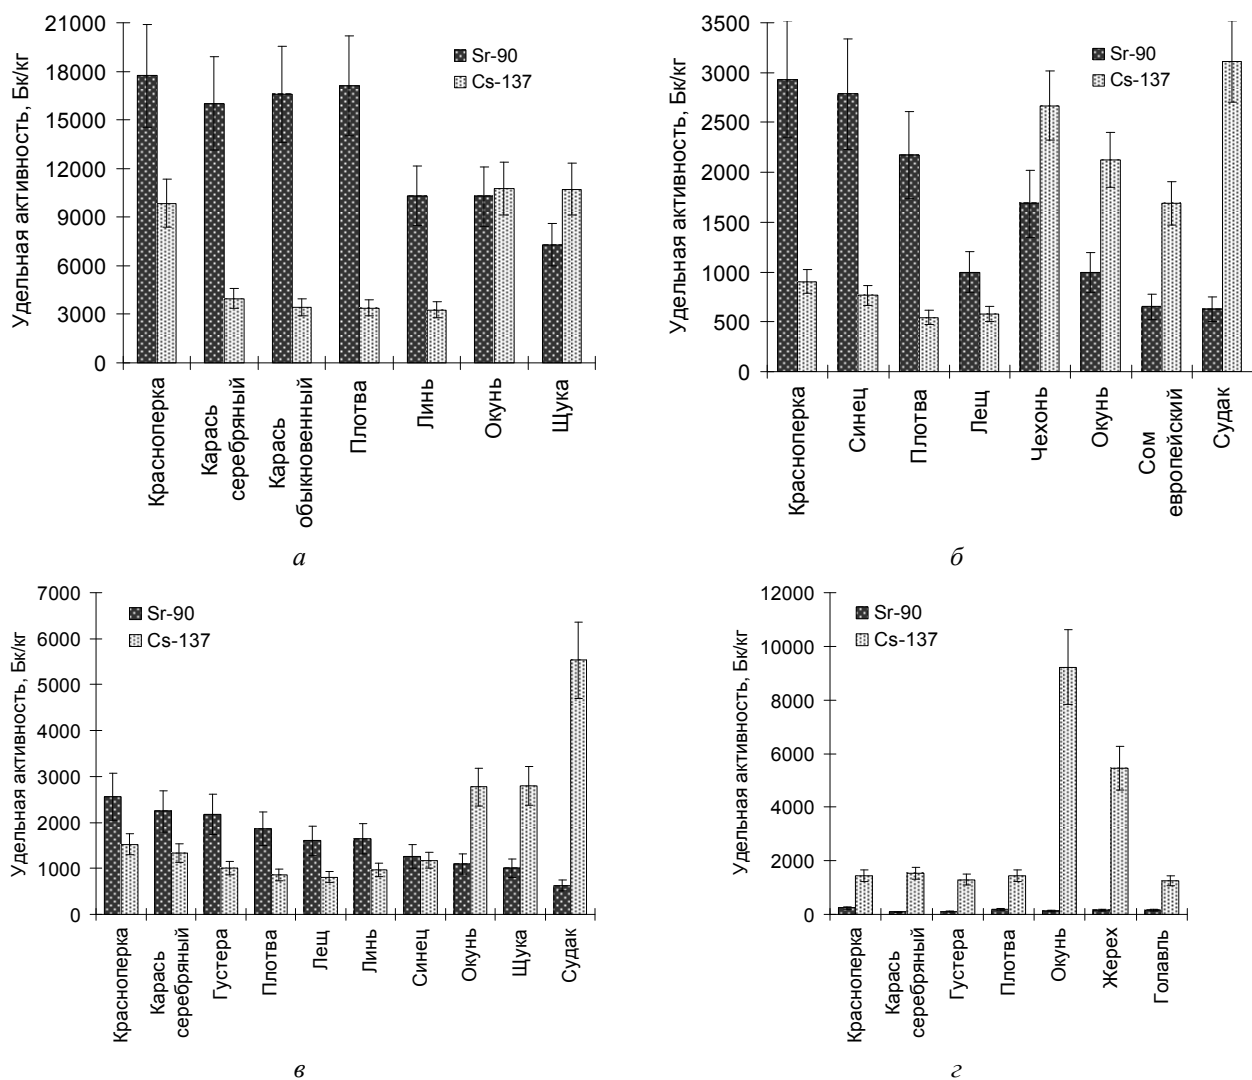 Удельная активность, Бк/кг
21000
18000
15000
12000
9000
6000
3000
0
Sr-90
Cs-137
Красноперка
Карась
серебряный
Карась
обыкновенный
Плотва
Линь
Окунь
Щука
а
Удельная активность, Бк/кг
3500
3000
2500
2000
1500
1000
500
0
Sr-90
Cs-137
Красноперка
Синец
Плотва
Лещ
Чехонь
Окунь
Сом
европейский
Судак
б
Удельная активность, Бк/кг
7000
6000
5000
4000
3000
2000
1000
0
Sr-90
Cs-137
Красноперка
Карась
серебряный
Густера
Плотва
Лещ
Линь
Синец
Окунь
Щука
Судак
в
Удельная активность, Бк/кг
12000
10000
8000
6000
4000
2000
0
Sr-90
Cs-137
Красноперка
Карась
серебряный
Густера
Плотва
Окунь
Жерех
Голавль
г